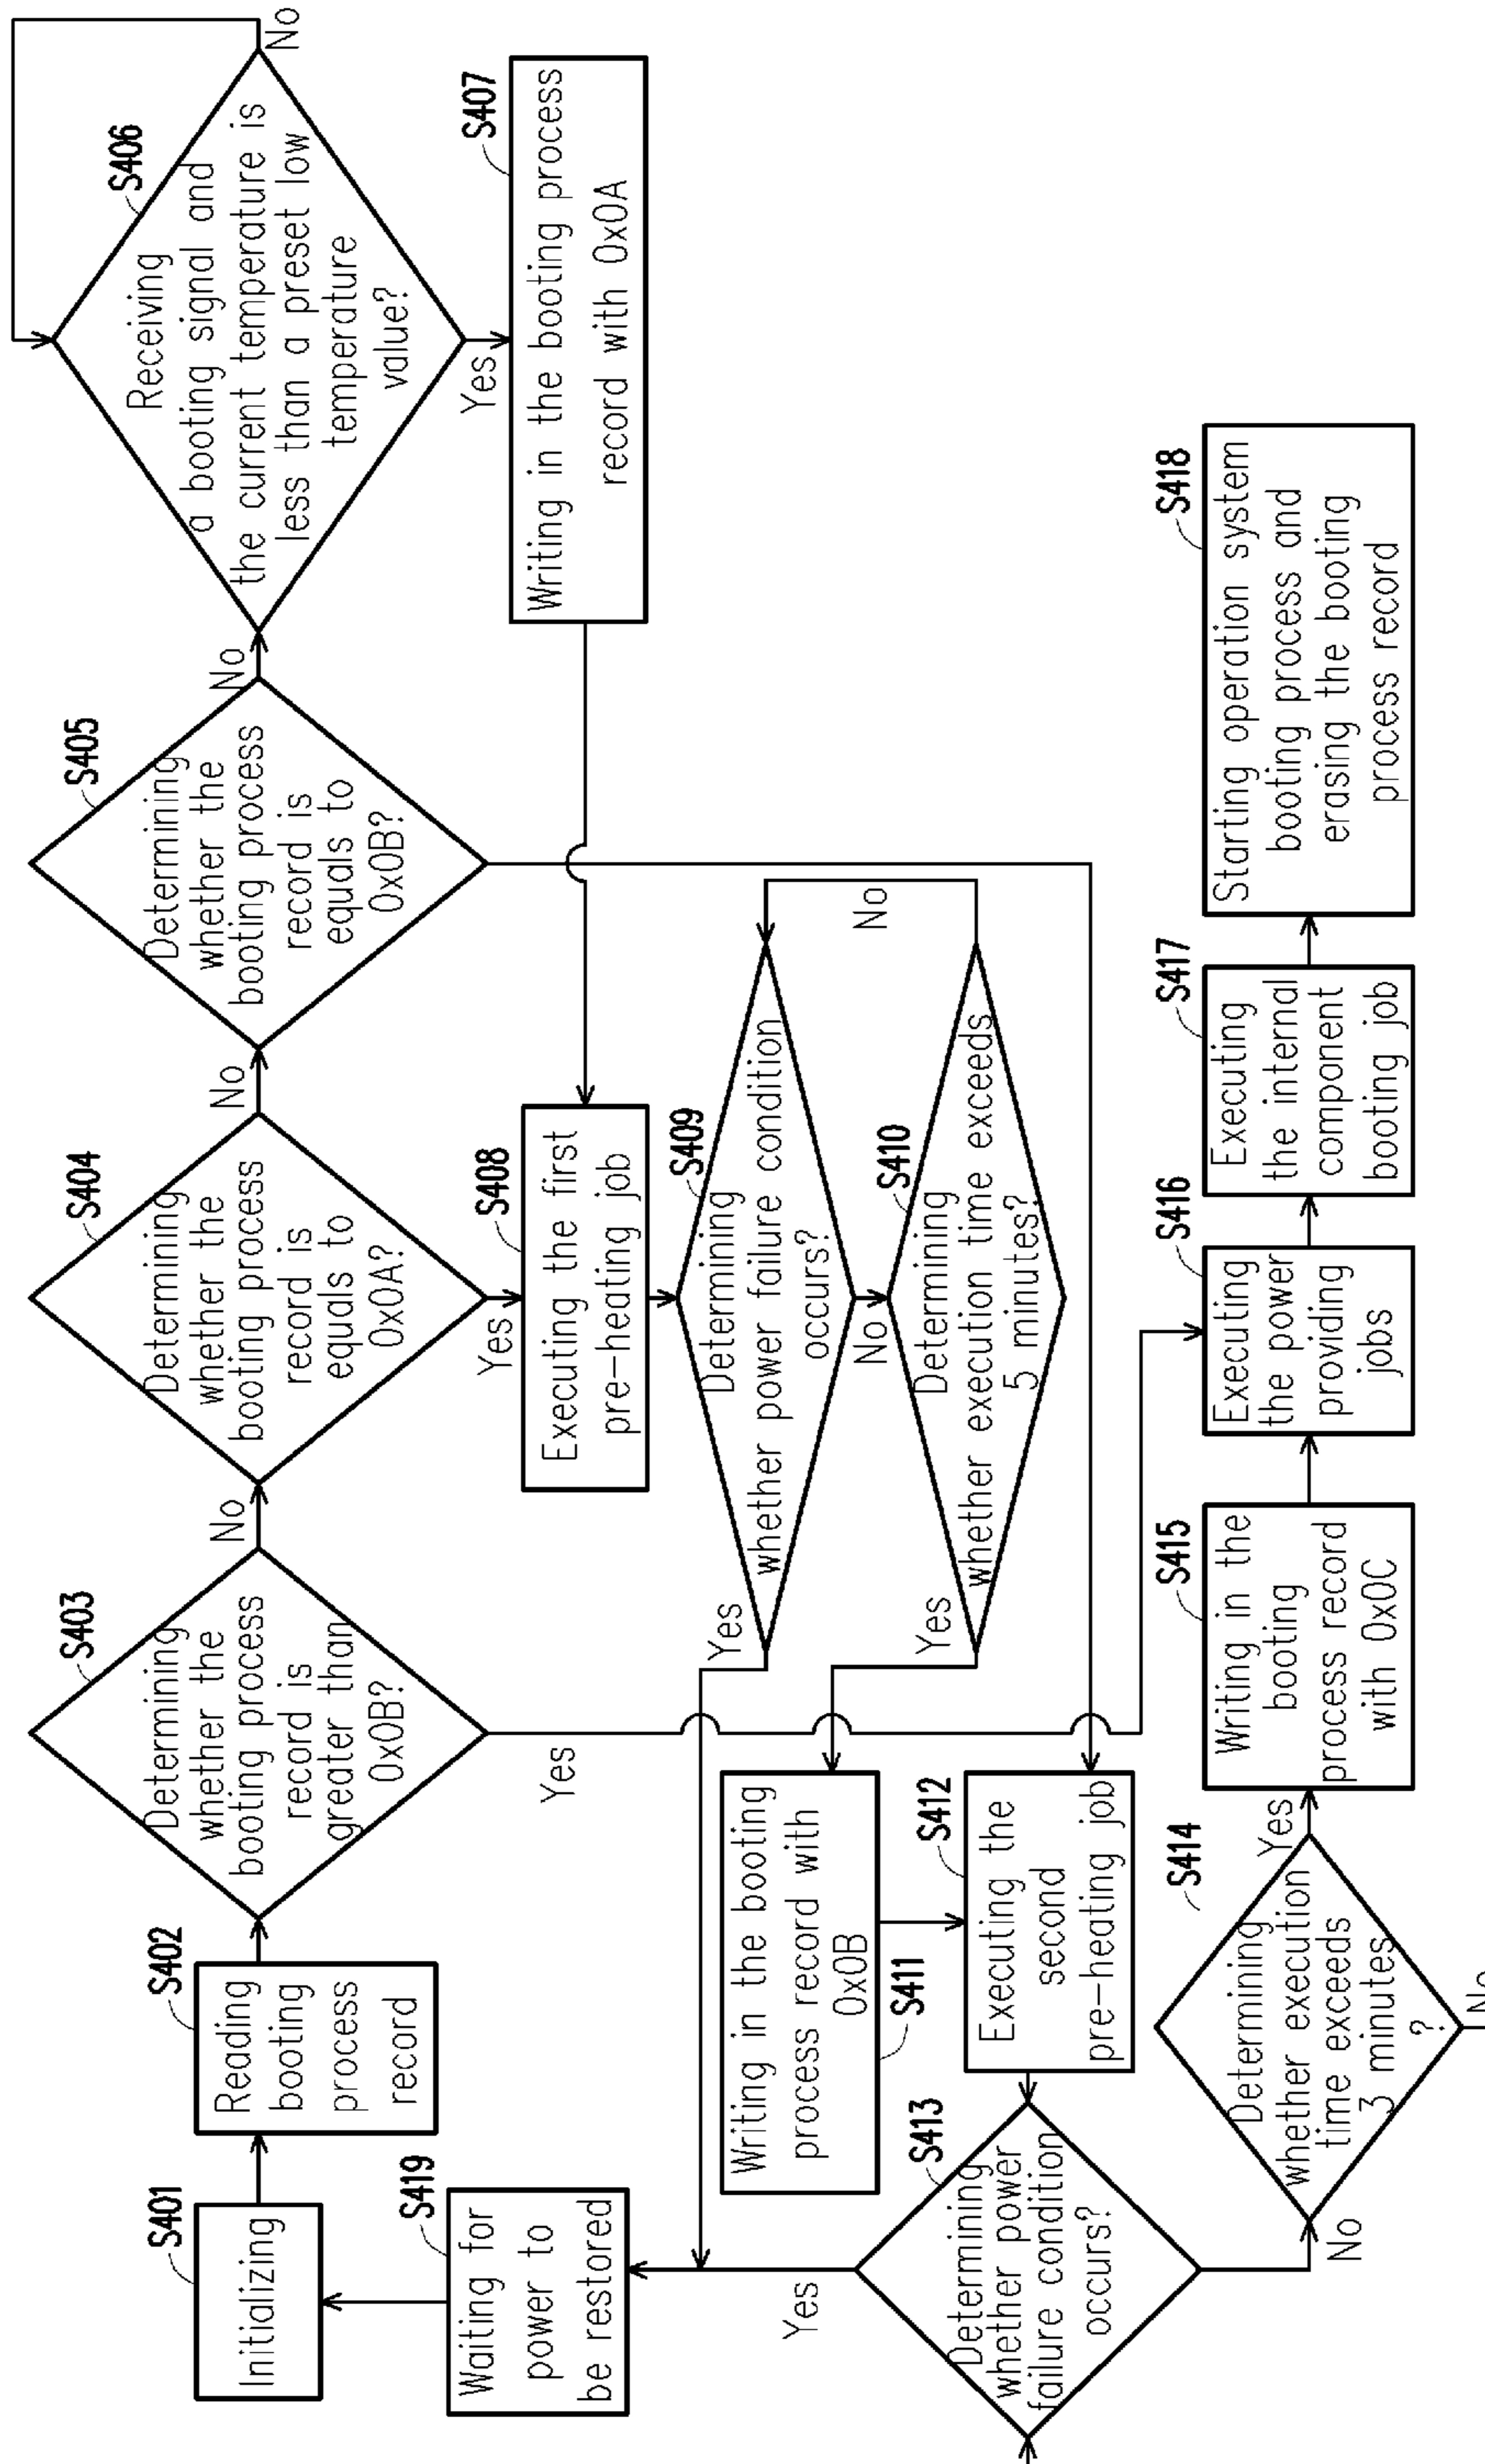 S401
Initializing
S402
Reading
booting
process
record
S403
Determining
whether the
booting process
record is
greater than
0x0B?
No
Yes
S404
Determining
whether the
booting process
record is
equals to
0x0A?
No
Yes
S405
Determining
whether the
booting process
record is
equals to
0x0B?
No
S406
Receiving
a booting signal and
the current temperature is
less than a preset low
temperature
value?
No
Yes
S407
Writing in the booting process
record with 0x0A
S408
Executing the first
pre-heating job
S409
Determining
whether power failure condition
occurs?
Yes
No
S410
Determining
whether execution time exceeds
5 minutes?
Yes
No
S419
Waiting for
power to
be restored
Writing in the booting
process record with
0x0B
S411
S412
Executing the
second
pre-heating job
S413
Determining
whether power
failure condition
occurs?
Yes
No
S414
Determining
whether execution
time exceeds
3 minutes
?
Yes
No
S415
Writing in the
booting
process record
with 0x0C
S416
Executing
the power
providing
jobs
S417
Executing
the internal
component
booting job
S418
Starting operation system
booting process and
erasing the booting
process record